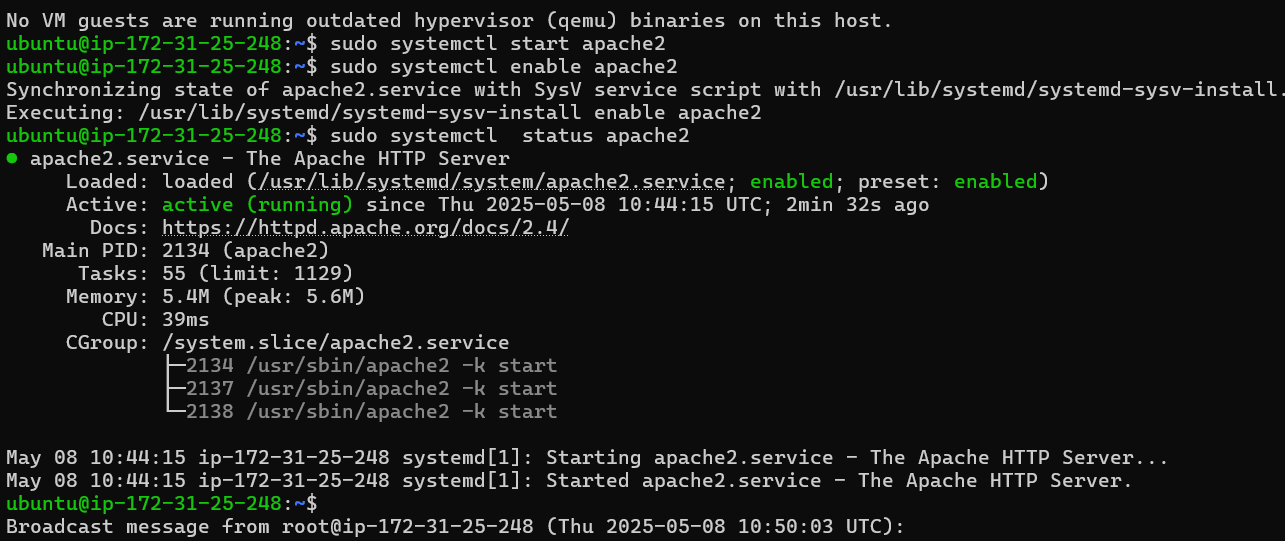 No VM guests are running outdated hypervisor (qemu) binaries on this host.
ubuntu@ip-172-31-25-248:~$ sudo systemctl start apache2
ubuntu@ip-172-31-25-248:~$ sudo systemctl enable apache2
Synchronizing state of apache2.service with SysV service script with /usr/lib/systemd/systemd-sysv-install.
Executing: /usr/lib/systemd/systemd-sysv-install enable apache2
ubuntu@ip-172-31-25-248:~$ sudo systemctl  status apache2
● apache2.service - The Apache HTTP Server
     Loaded: loaded (/usr/lib/systemd/system/apache2.service; enabled; preset: enabled)
     Active: active (running) since Thu 2025-05-08 10:44:15 UTC; 2min 32s ago
       Docs: https://httpd.apache.org/docs/2.4/
   Main PID: 2134 (apache2)
      Tasks: 55 (limit: 1129)
     Memory: 5.4M (peak: 5.6M)
        CPU: 39ms
     CGroup: /system.slice/apache2.service
             ├─2134 /usr/sbin/apache2 -k start
             ├─2137 /usr/sbin/apache2 -k start
             └─2138 /usr/sbin/apache2 -k start

May 08 10:44:15 ip-172-31-25-248 systemd[1]: Starting apache2.service - The Apache HTTP Server...
May 08 10:44:15 ip-172-31-25-248 systemd[1]: Started apache2.service - The Apache HTTP Server.
ubuntu@ip-172-31-25-248:~$
Broadcast message from root@ip-172-31-25-248 (Thu 2025-05-08 10:50:03 UTC):